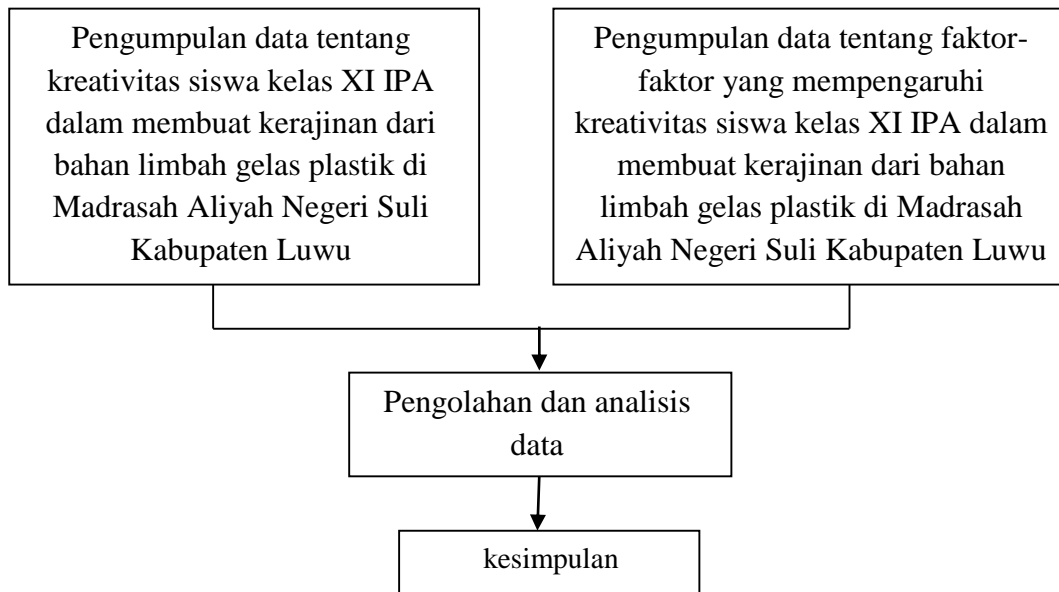 Pengumpulan data tentang
kreativitas siswa kelas XI IPA
dalam membuat kerajinan dari
bahan limbah gelas plastik di
Madrasah Aliyah Negeri Suli
Kabupaten Luwu
Pengumpulan data tentang faktor-
faktor yang mempengaruhi
kreativitas siswa kelas XI IPA dalam
membuat kerajinan dari bahan
limbah gelas plastik di Madrasah
Aliyah Negeri Suli Kabupaten Luwu
Pengolahan dan analisis
data
kesimpulan